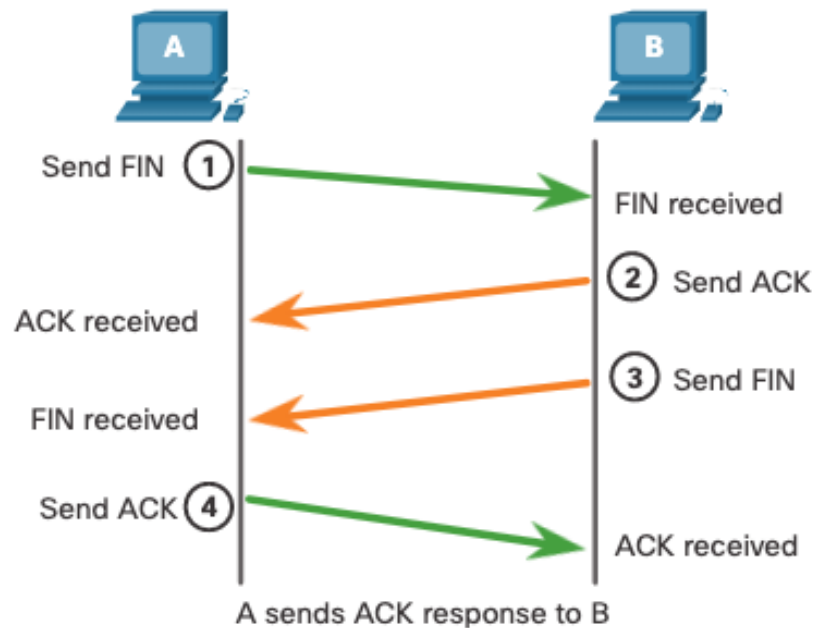 A
B
Send FIN 1
FIN received
2 Send ACK
ACK received
3 Send FIN
FIN received
Send ACK 4
ACK received
A sends ACK response to B